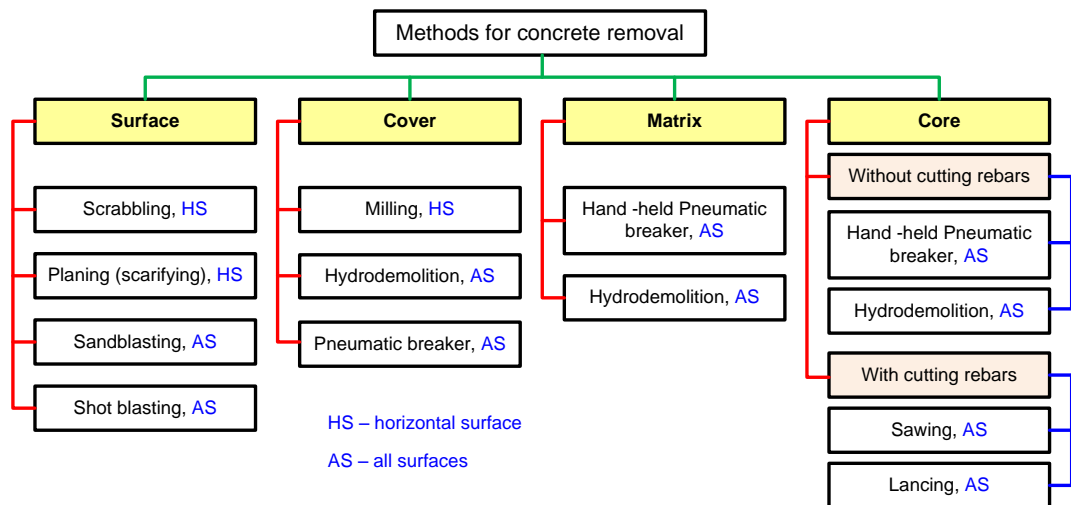 Methods for concrete removal
Surface
Scrabbling, HS
Planing (scarifying), HS
Sandblasting, AS
Shot blasting, AS
Cover
Milling, HS
Hydrodemolition, AS
Pneumatic breaker, AS
HS – horizontal surface
AS – all surfaces
Matrix
Hand -held Pneumatic
breaker, AS
Hydrodemolition, AS
Core
Without cutting rebars
Hand -held Pneumatic
breaker, AS
Hydrodemolition, AS
With cutting rebars
Sawing, AS
Lancing, AS